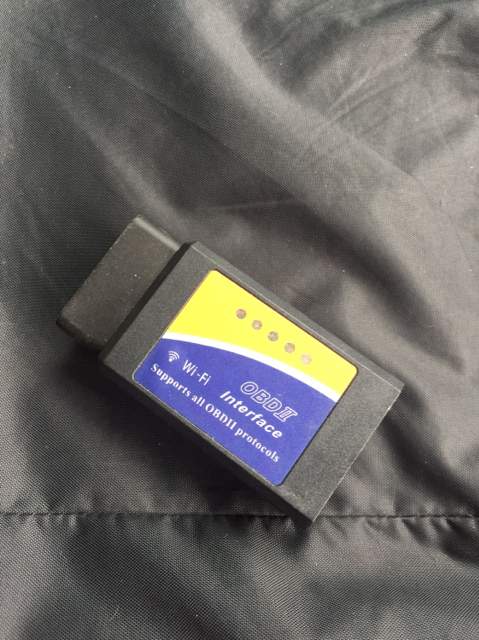 Wi-Fi
OBDII
Interface
Supports all OBDII protocols